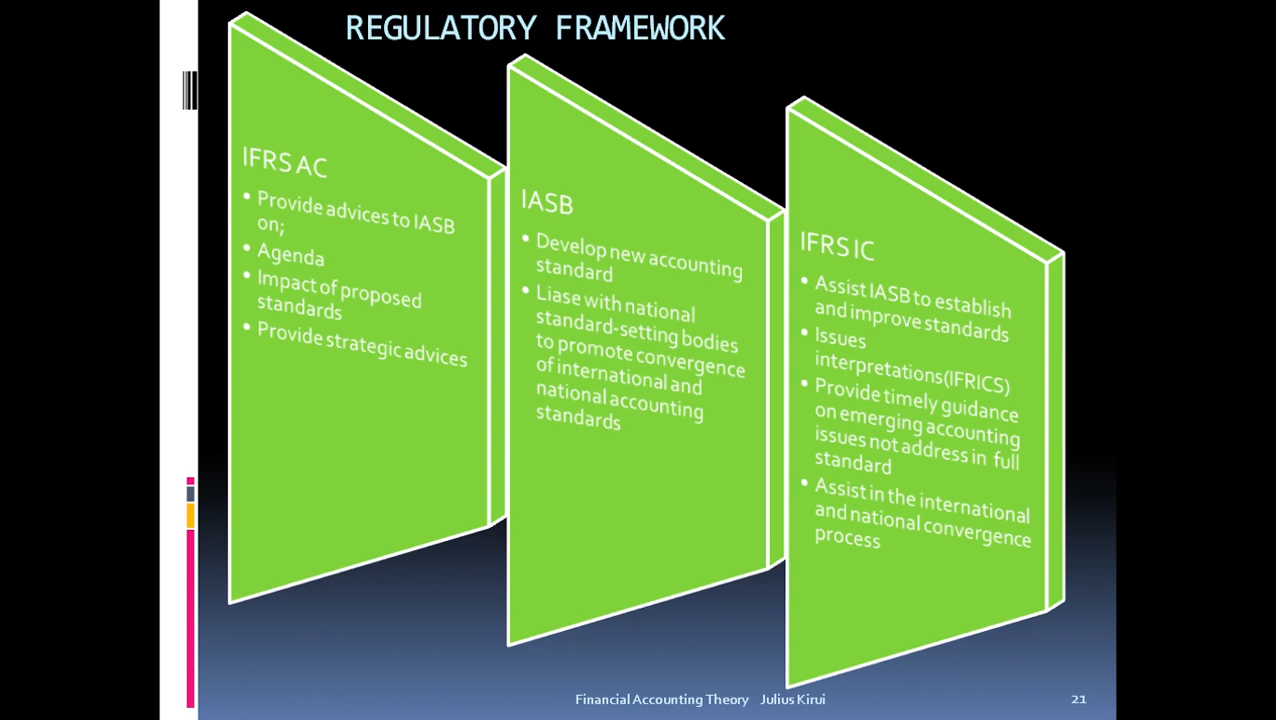 REGULATORY FRAMEWORK
IFRS AC
• Provide advices to IASB
on;
• Agenda
• Impact of proposed
standards
• Provide strategic advices
IASB
• Develop new accounting
standard
• Liase with national
standard-setting bodies
to promote convergence
of international and
national accounting
standards
IFRS IC
• Assist IASB to establish
and improve standards
• Issues
interpretations(IFRICS)
• Provide timely guidance
on emerging accounting
issues not address in full
standard
• Assist in the international
and national convergence
process
Financial Accounting Theory Julius Kirui
21